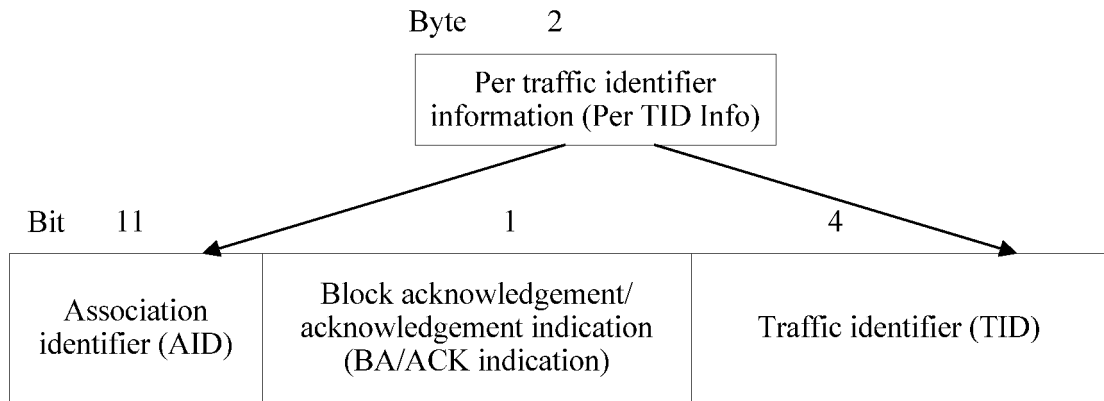 Byte 2
Per traffic identifier
information (Per TID Info)
Bit 11 1 4
Association
identifier (AID)
Block acknowledgement/
acknowledgement indication
(BA/ACK indication)
Traffic identifier (TID)